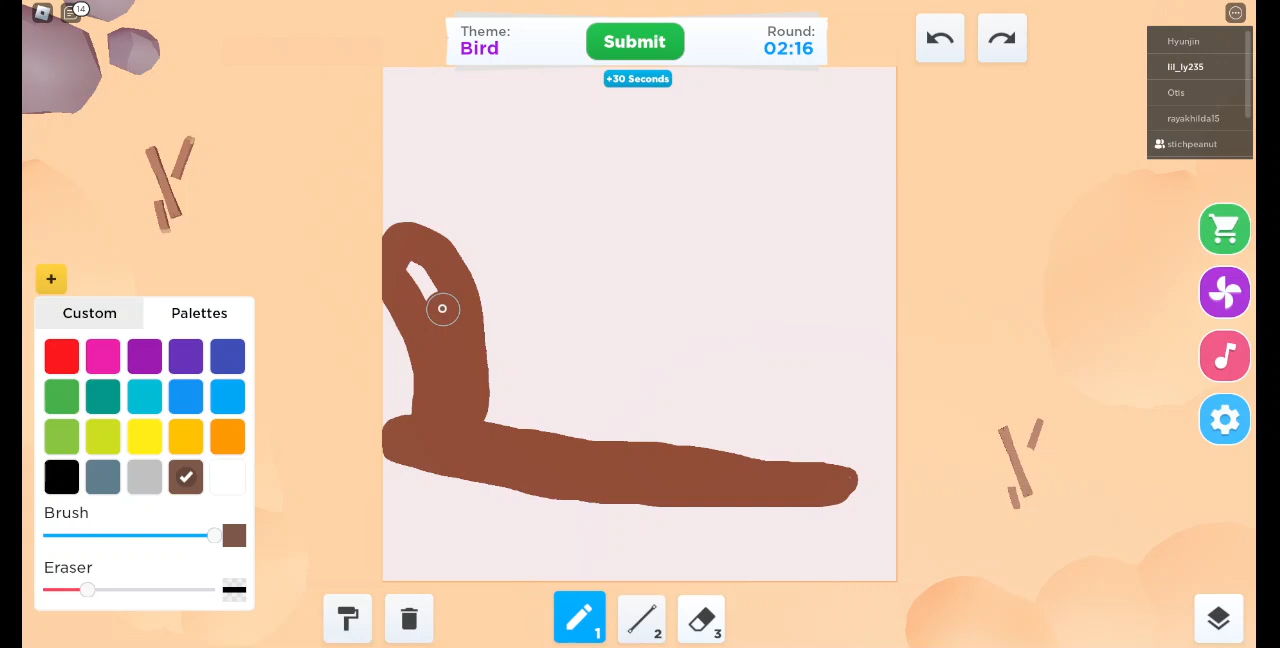 14
Theme:
Bird
Submit
Round:
02:16
+30 Seconds
Hyunjin
lil_ly235
Otis
rayakhilda15
stichpeanut
+
Custom
Palettes
Brush
Eraser
1
2
3